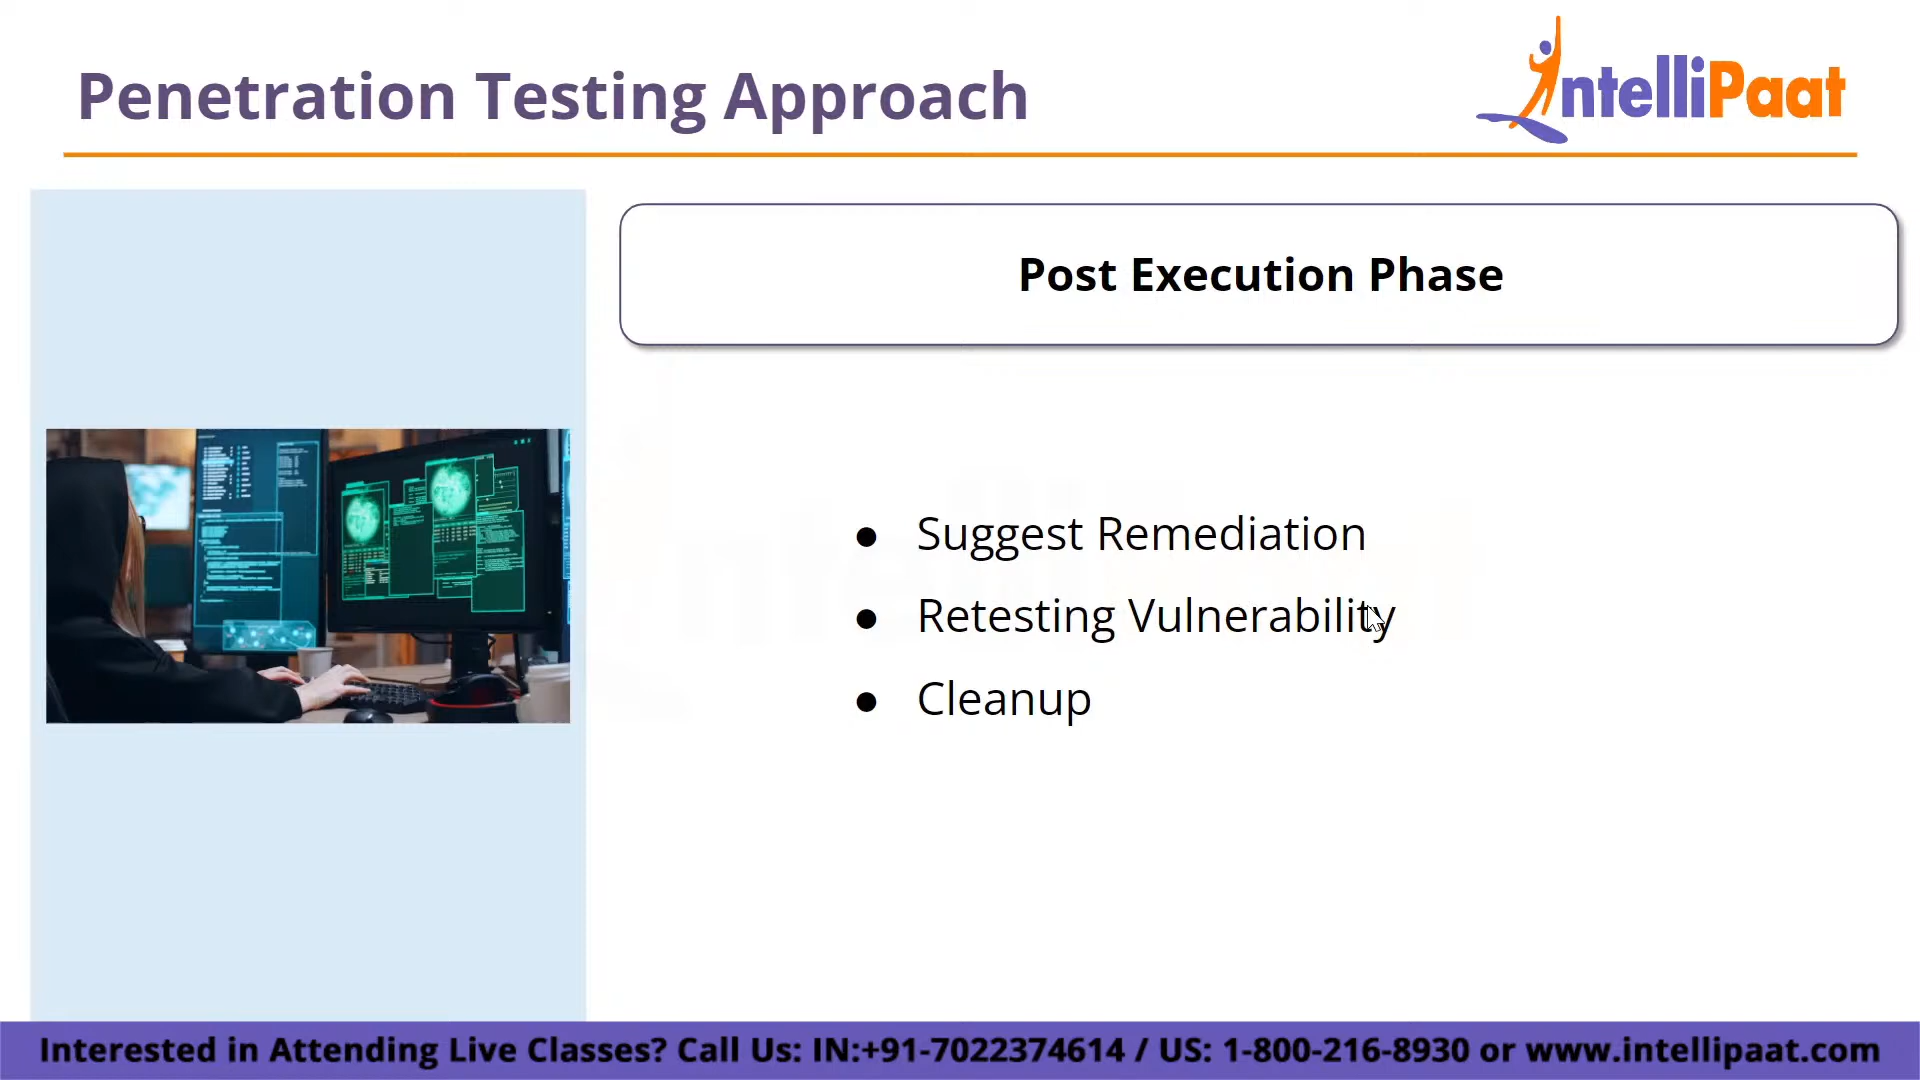 Penetration Testing Approach
IntelliPaat
Post Execution Phase
● Suggest Remediation
● Retesting Vulnerability
● Cleanup
Interested in Attending Live Classes? Call Us: IN:+91-7022374614 / US: 1-800-216-8930 or www.intellipaat.com